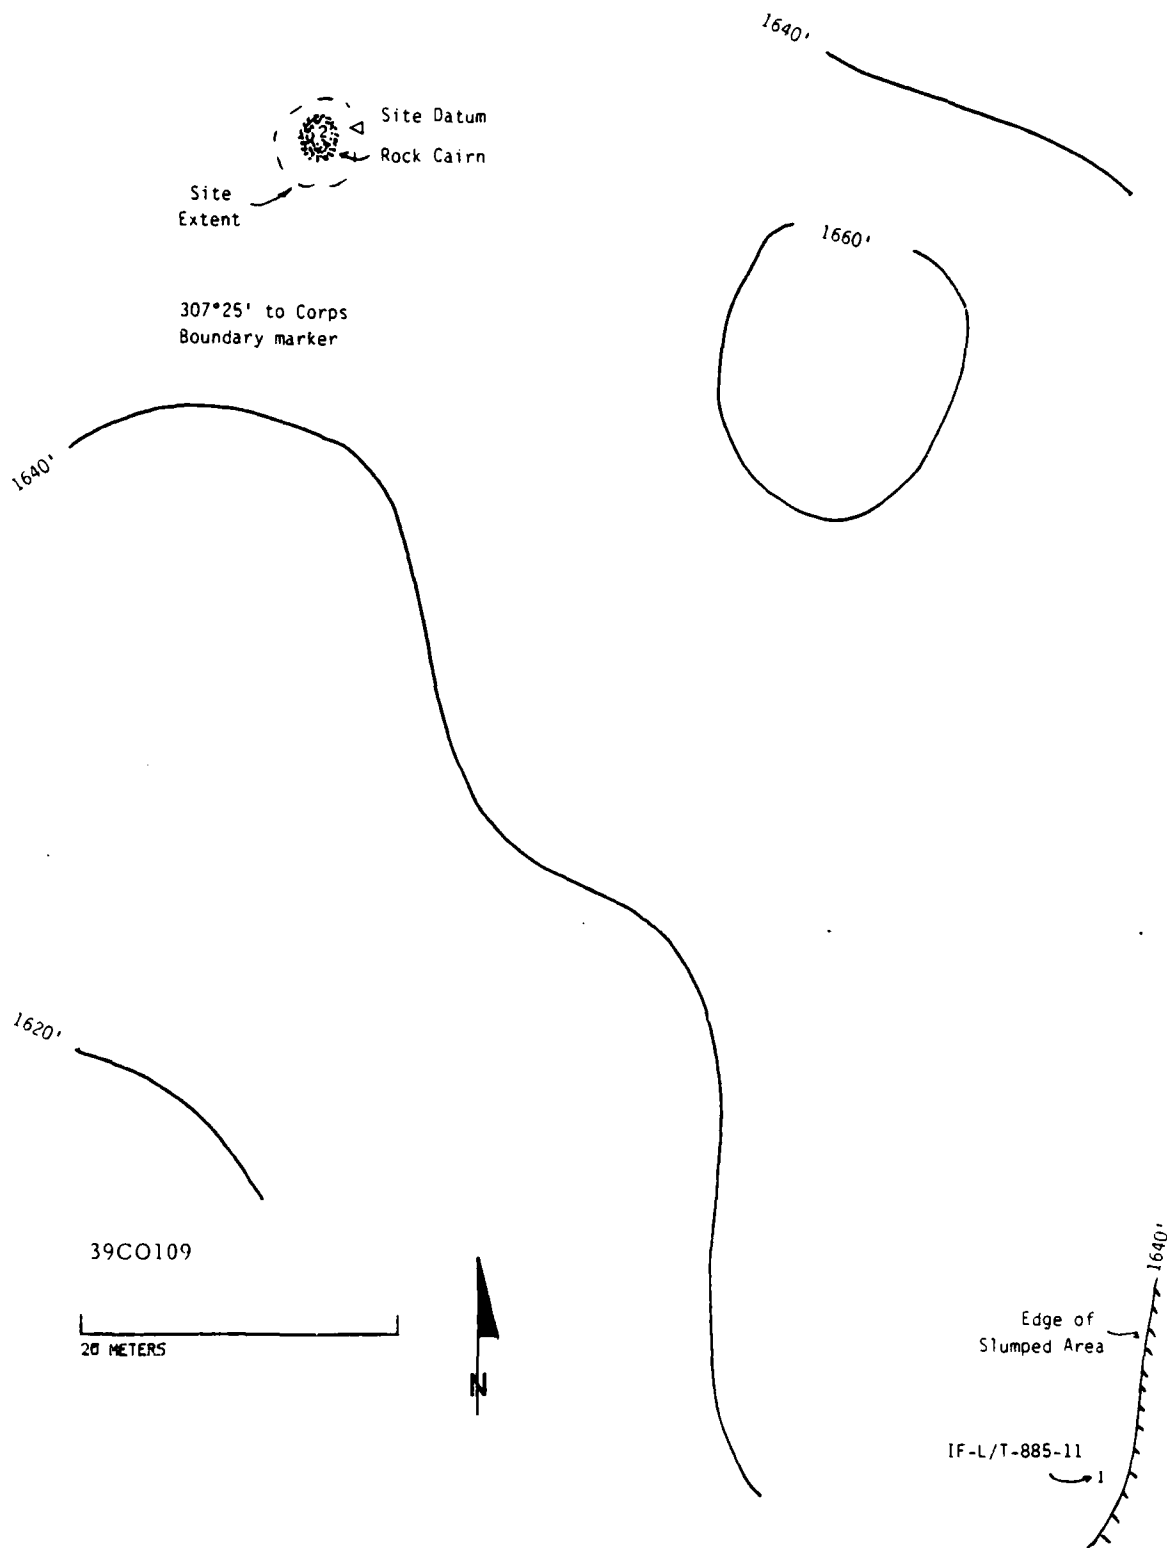 1640'
Site Datum
2
Rock Cairn
Site
Extent
1660'
307°25' to Corps
Boundary marker
1640'
1620'
39CO109
20 METERS
N
1640'
Edge of
Slumped Area
IF-L/T-885-11
1